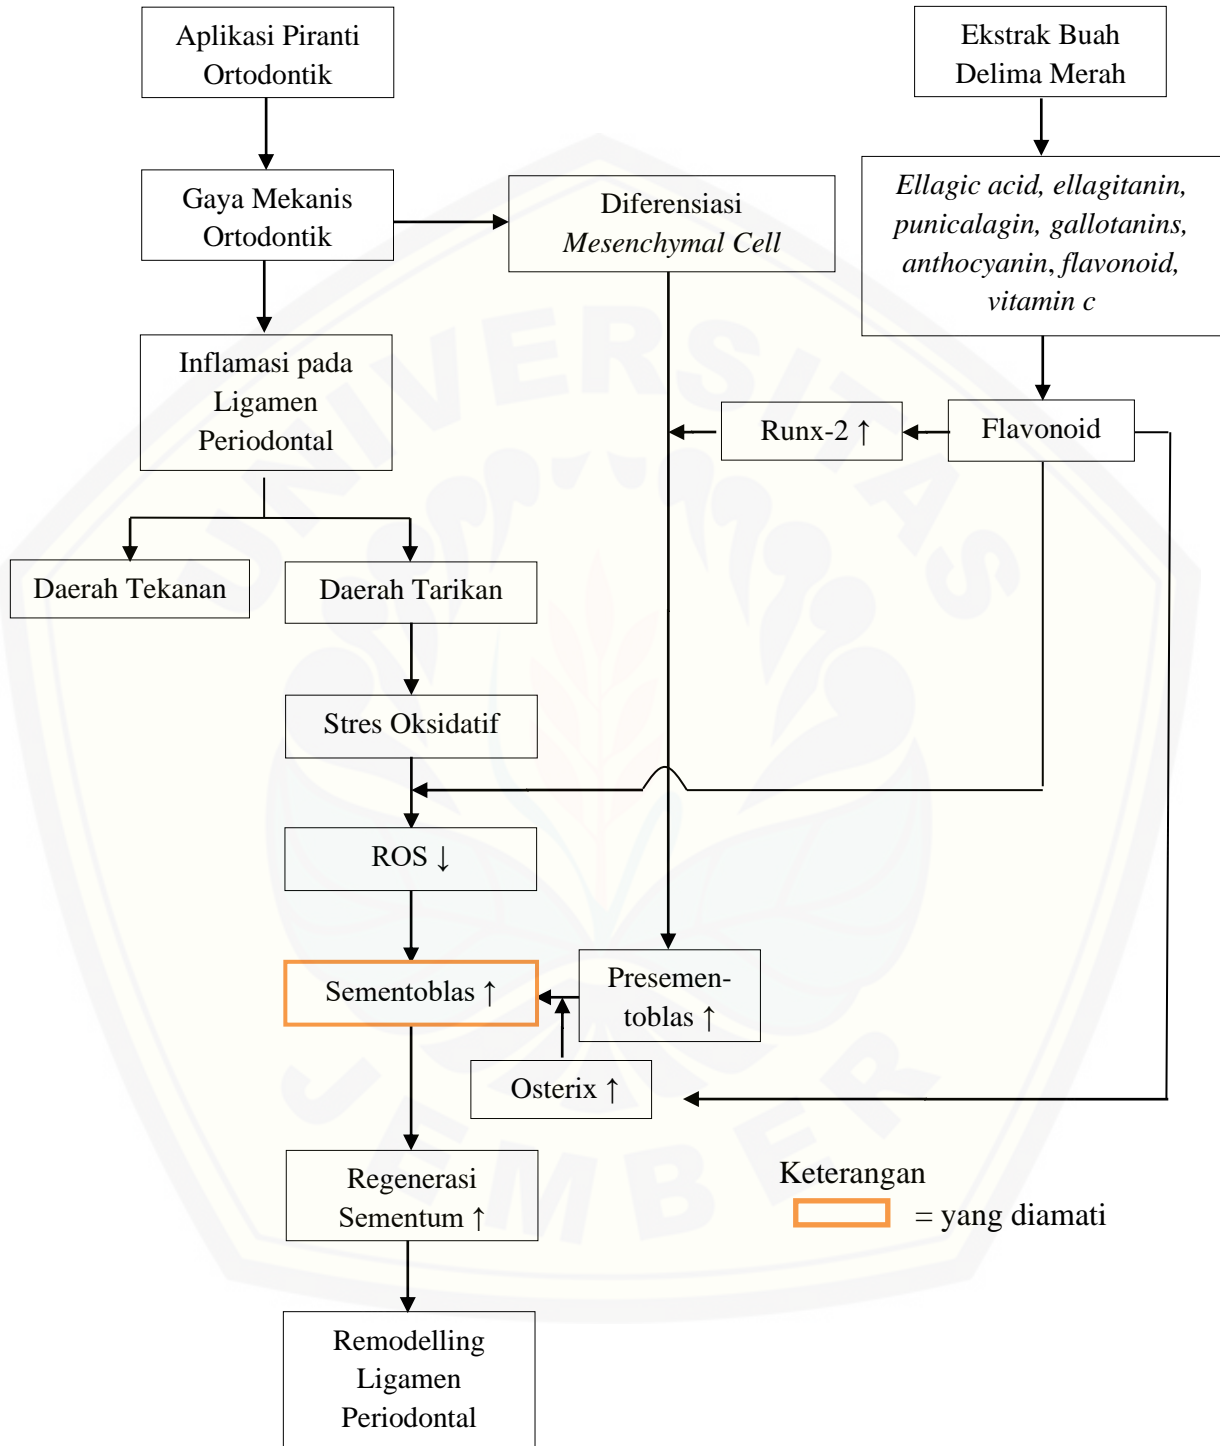 Aplikasi Piranti
Ortodontik
Ekstrak Buah
Delima Merah
Gaya Mekanis
Ortodontik
Diferensiasi
Mesenchymal Cell
Ellagic acid, ellagitanin,
punicalagin, gallotanins,
anthocyanin, flavonoid,
vitamin c
Inflamasi pada
Ligamen
Periodontal
Runx-2 ↑
Flavonoid
Daerah Tekanan
Daerah Tarikan
Stres Oksidatif
ROS ↓
Sementoblas ↑
Presemen-
toblas ↑
Osterix ↑
Regenerasi
Sementum ↑
Keterangan
= yang diamati
Remodelling
Ligamen
Periodontal
UNIVERSITAS
JEMBER